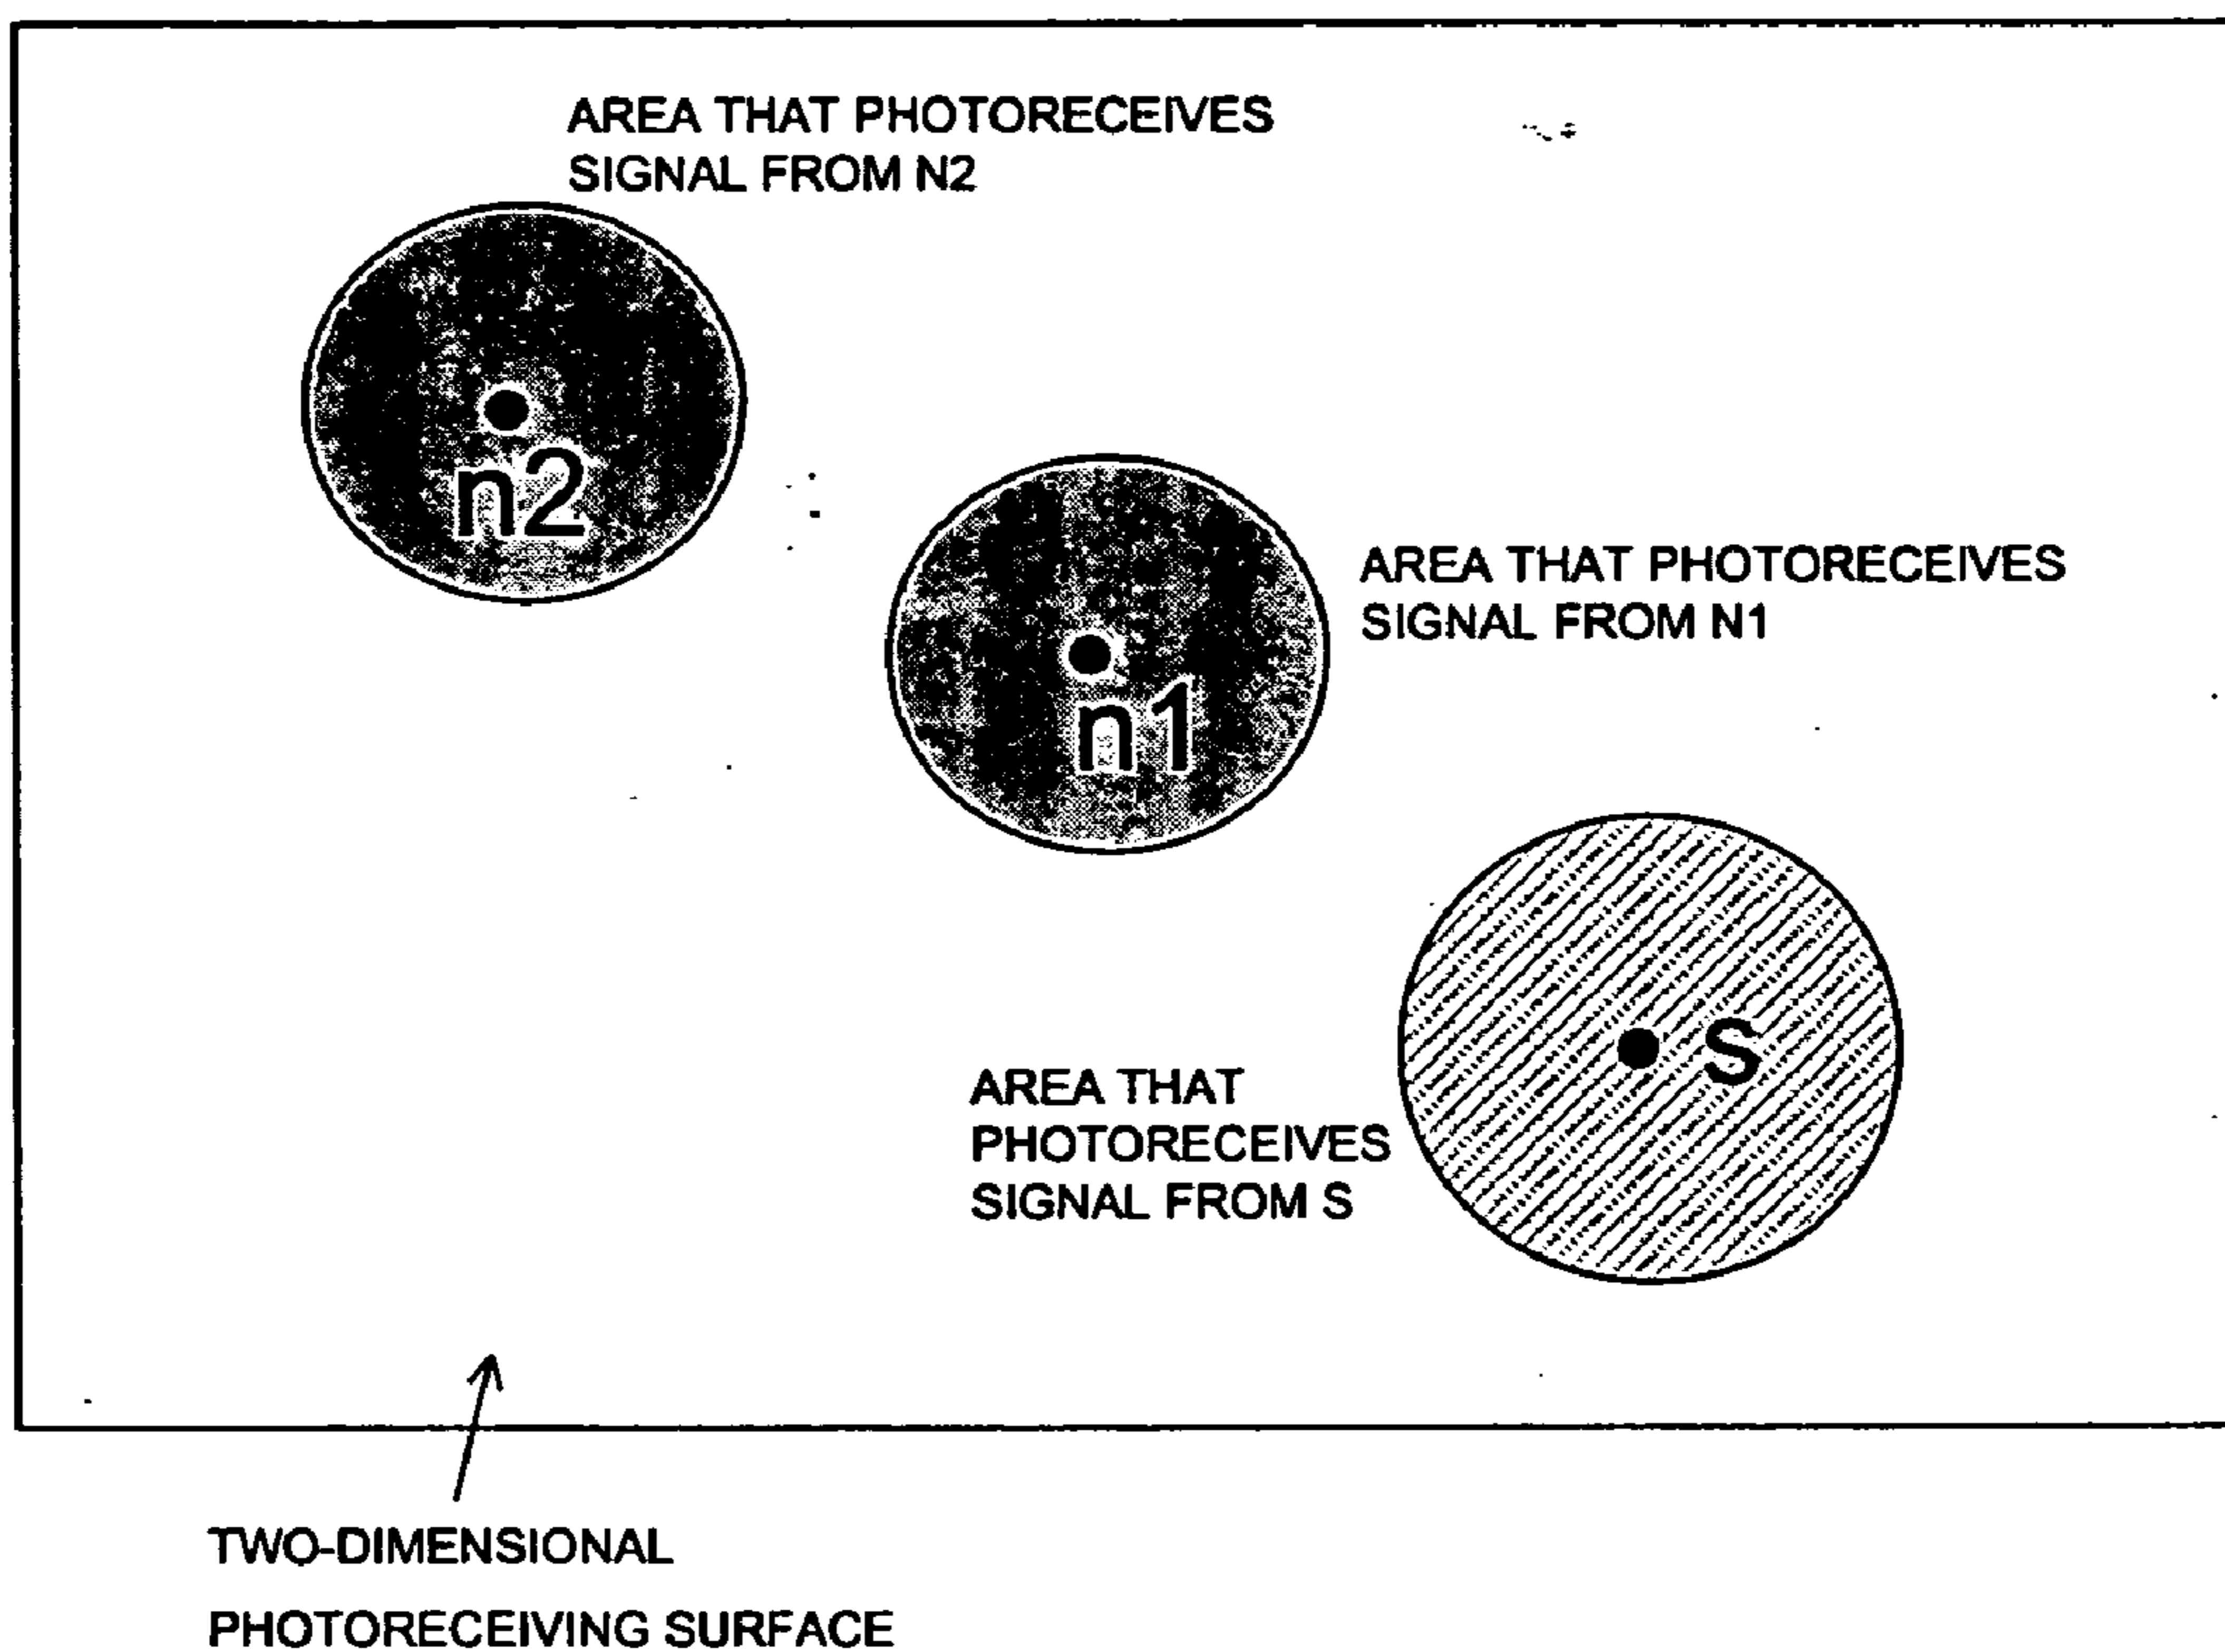 AREA THAT PHOTORECEIVES
SIGNAL FROM N2
n2
AREA THAT PHOTORECEIVES
SIGNAL FROM N1
n1
S
AREA THAT
PHOTORECEIVES
SIGNAL FROM S
TWO-DIMENSIONAL
PHOTORECEIVING SURFACE